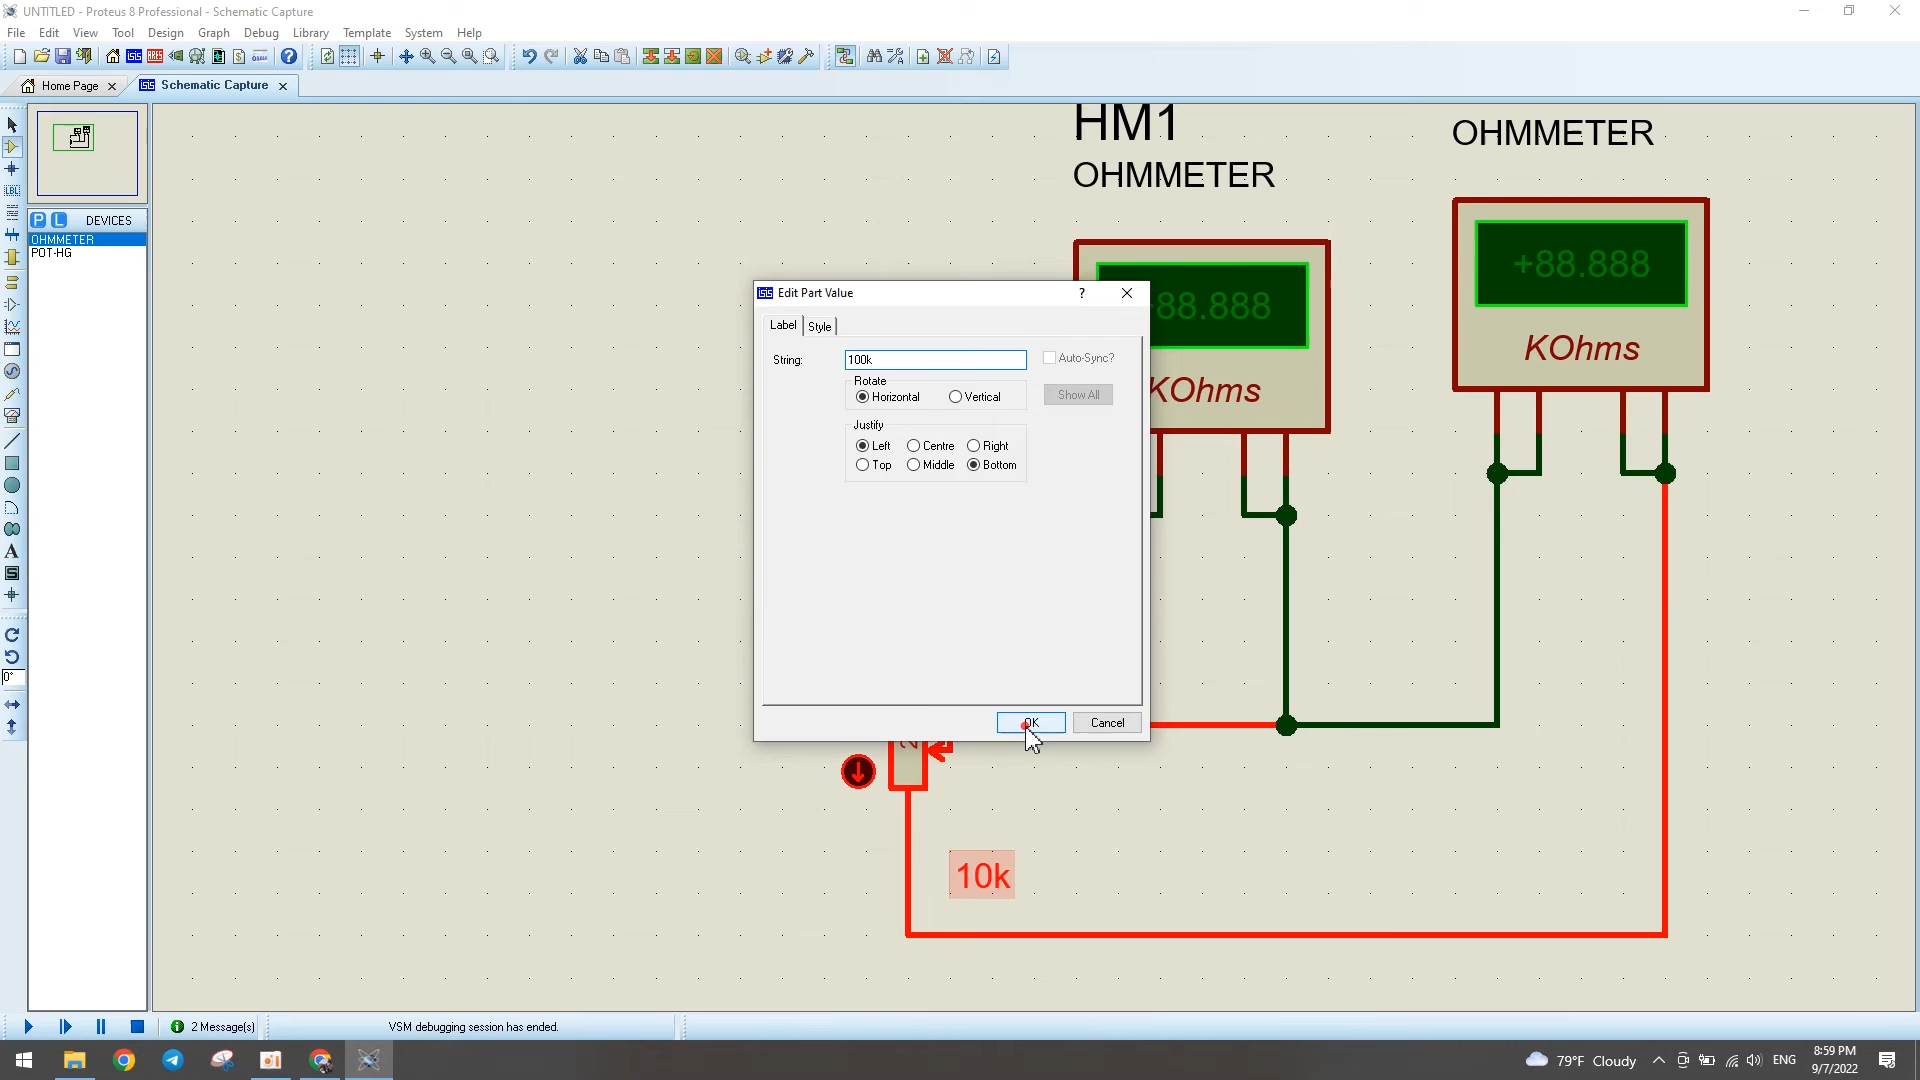 UNTITLED - Proteus 8 Professional - Schematic Capture
File Edit View Tool Design Graph Debug Library Template System Help
Home Page
Schematic Capture
HM1
OHMMETER
OHMMETER
P L DEVICES
OHMMETER
POT-HG
+88.888
KOhms
88.888
KOhms
Edit Part Value
?
Label
Style
String:
100k
Auto-Sync?
Rotate
Horizontal
Vertical
Show All
Justify
Left
Centre
Right
Top
Middle
Bottom
OK
Cancel
2
10k
LBL
A
S
0°
2 Message(s)
VSM debugging session has ended.
79°F Cloudy
ENG
8:59 PM
9/7/2022